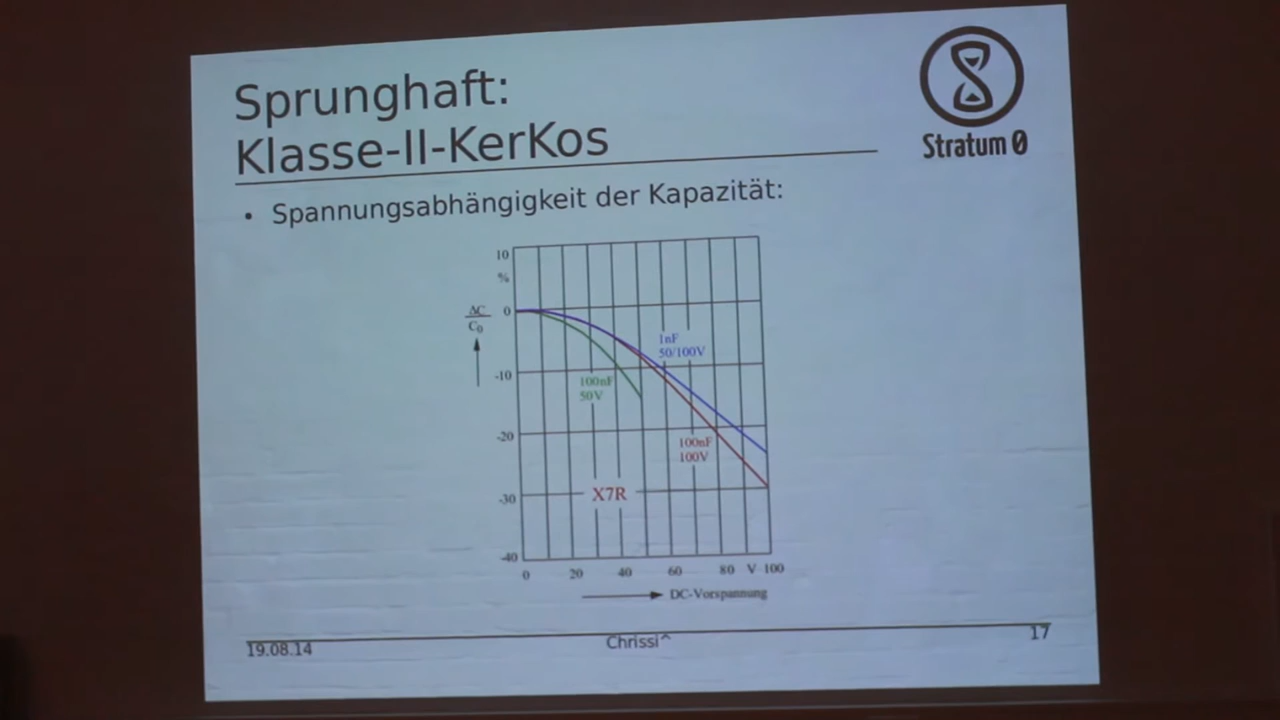 Sprunghaft:
Klasse-II-KerKos
Stratum 0
• Spannungsabhängigkeit der Kapazität:
10
%
ΔC
C0
0
1nF
50/100V
-10
100nF
50V
-20
100nF
100V
-30
X7R
-40
0 20 40 60 80 V 100
DC-Vorspannung
19.08.14
Chrissi^
17